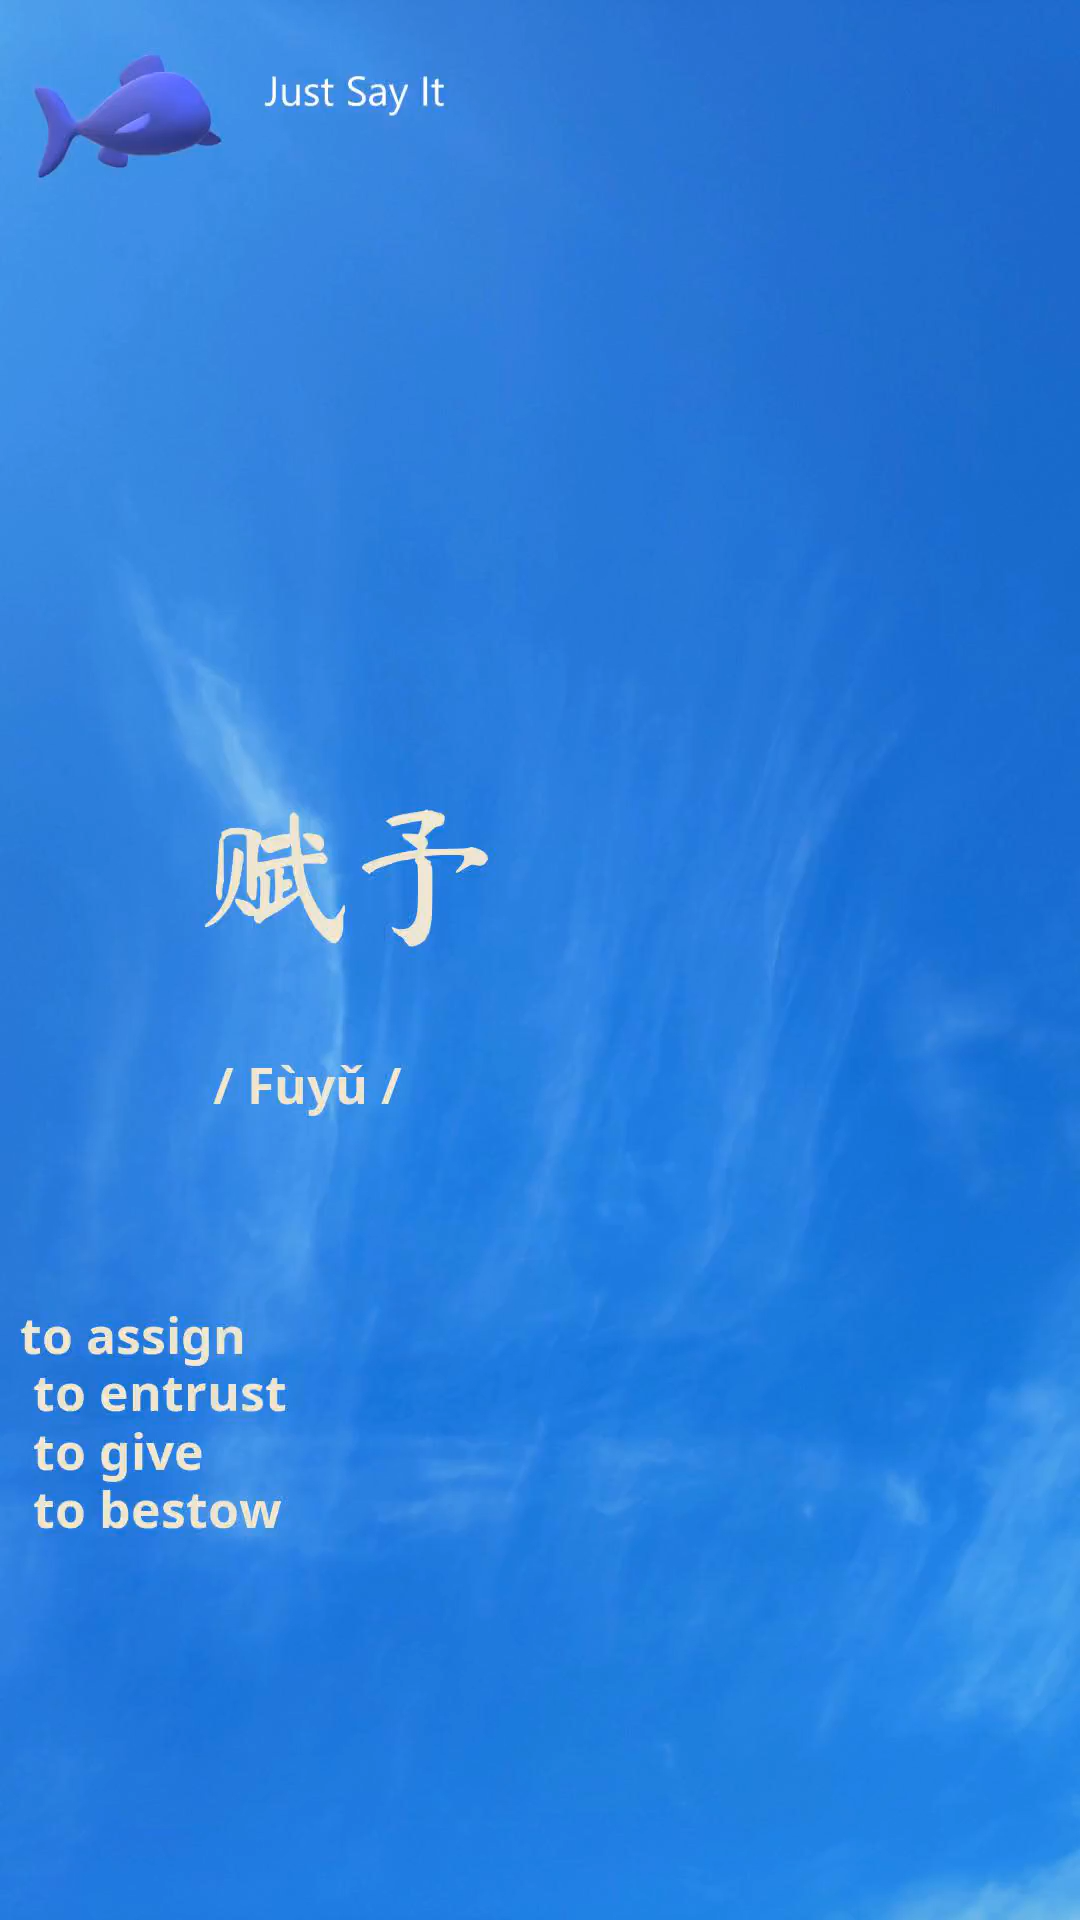 Just Say It
赋予
/ Fùyǔ /
to assign
to entrust
to give
to bestow